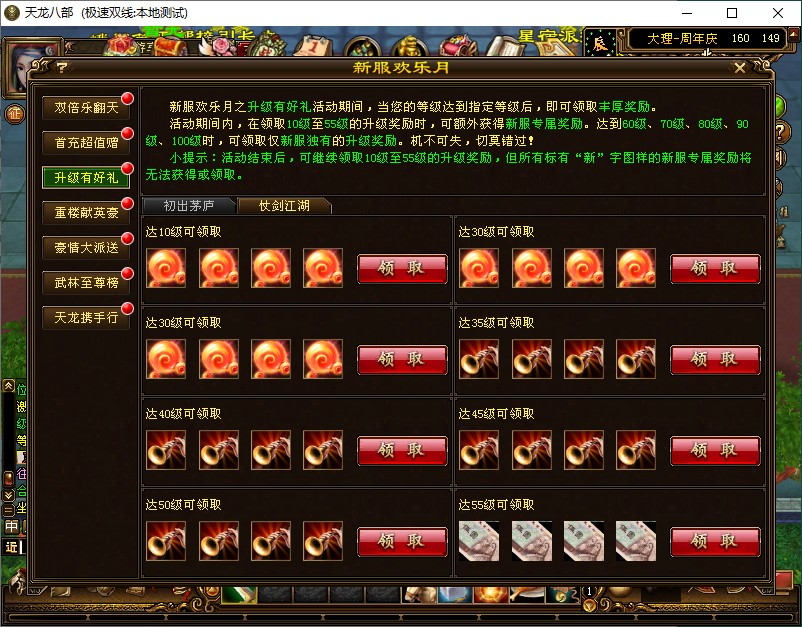 天龙八部 (极速双线:本地测试)
星宿派
辰
大理-周年庆 160 149
?
新服欢乐月
征
双倍乐翻天
首充超值赠
升级有好礼
重楼献英豪
豪情大派送
武林至尊榜
天龙携手行
新服欢乐月之升级有好礼活动期间，当您的等级达到指定等级后，即可领取丰厚奖励。
活动期间内，在领取10级至55级的升级奖励时，可额外获得新服专属奖励。达到60级、70级、80级、90
级、100级时，可领取仅新服独有的升级奖励。机不可失，切莫错过！
小提示：活动结束后，可继续领取10级至55级的升级奖励，但所有标有“新”字图样的新服专属奖励将
无法获得或领取。
初出茅庐 仗剑江湖
达10级可领取 达30级可领取
领 取 领 取
达30级可领取 达35级可领取
领 取 领 取
达40级可领取 达45级可领取
领 取 领 取
达50级可领取 达55级可领取
领 取 领 取
位
级
等
往
甲
近
1